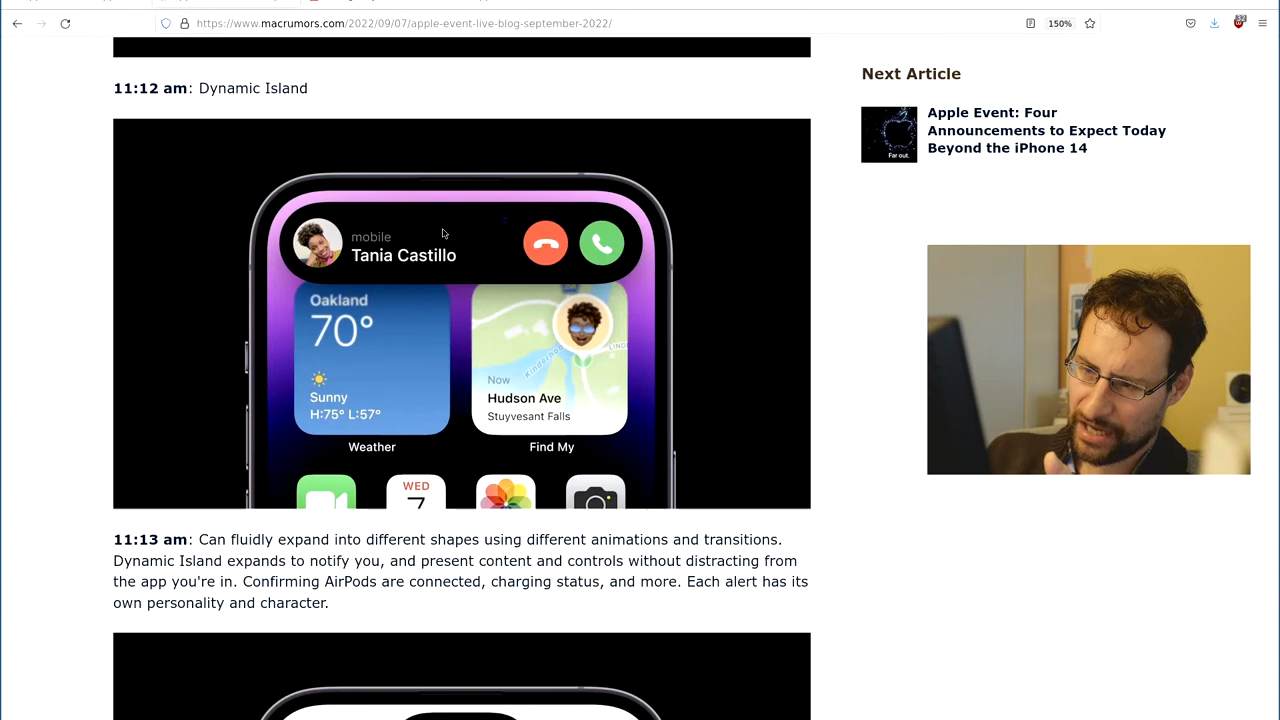 https://www.macrumors.com/2022/09/07/apple-event-live-blog-september-2022/
150%
11:12 am: Dynamic Island
mobile
Tania Castillo
Oakland
70°
Sunny
H:75° L:57°
Weather
Now
Hudson Ave
Stuyvesant Falls
Find My
WED
7
11:13 am: Can fluidly expand into different shapes using different animations and transitions.
Dynamic Island expands to notify you, and present content and controls without distracting from
the app you're in. Confirming AirPods are connected, charging status, and more. Each alert has its
own personality and character.
Next Article
Far out.
Apple Event: Four
Announcements to Expect Today
Beyond the iPhone 14